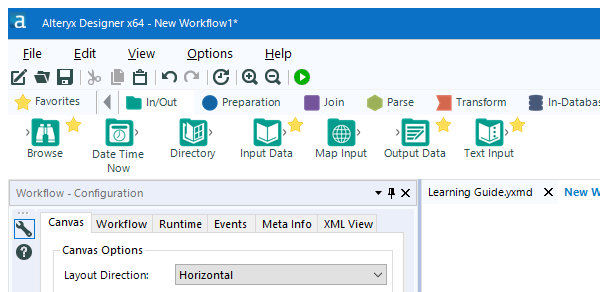 Alteryx Designer x64 - New Workflow1*
File Edit View Options Help
Favorites In/Out Preparation Join Parse Transform In-Databa
Browse Date Time Now Directory Input Data Map Input Output Data Text Input
Workflow - Configuration
Learning Guide.yxmd New W
Canvas Workflow Runtime Events Meta Info XML View
Canvas Options
Layout Direction: Horizontal